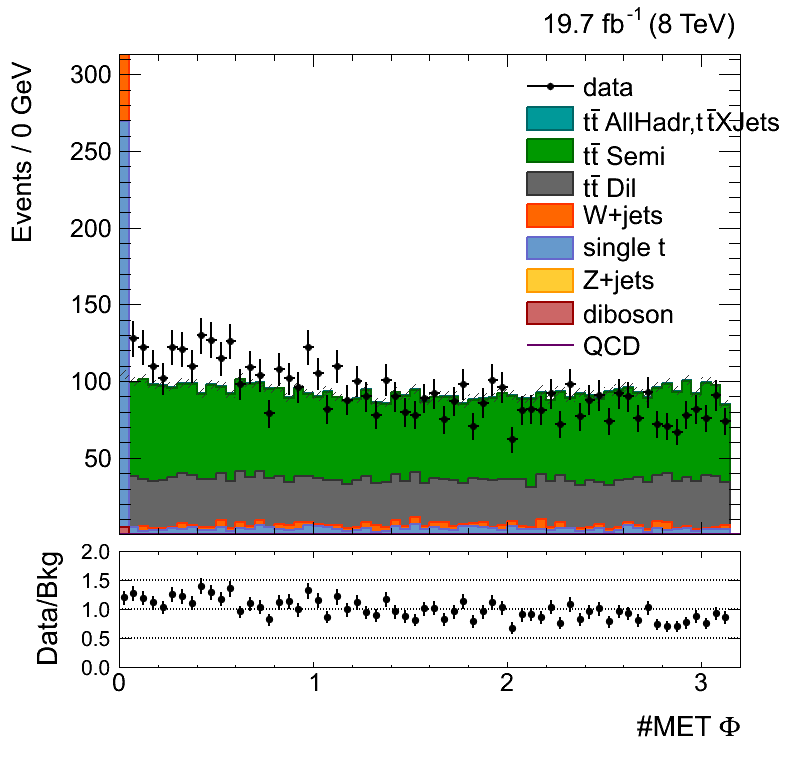 19.7 fb⁻¹ (8 TeV)
Events / 0 GeV
300
250
200
150
100
50
data
tt̄ AllHadr,tt̄XJets
tt̄ Semi
tt̄ Dil
W+jets
single t
Z+jets
diboson
QCD
Data/Bkg
2.0
1.5
1.0
0.5
0.0
0 1 2 3
#MET Φ